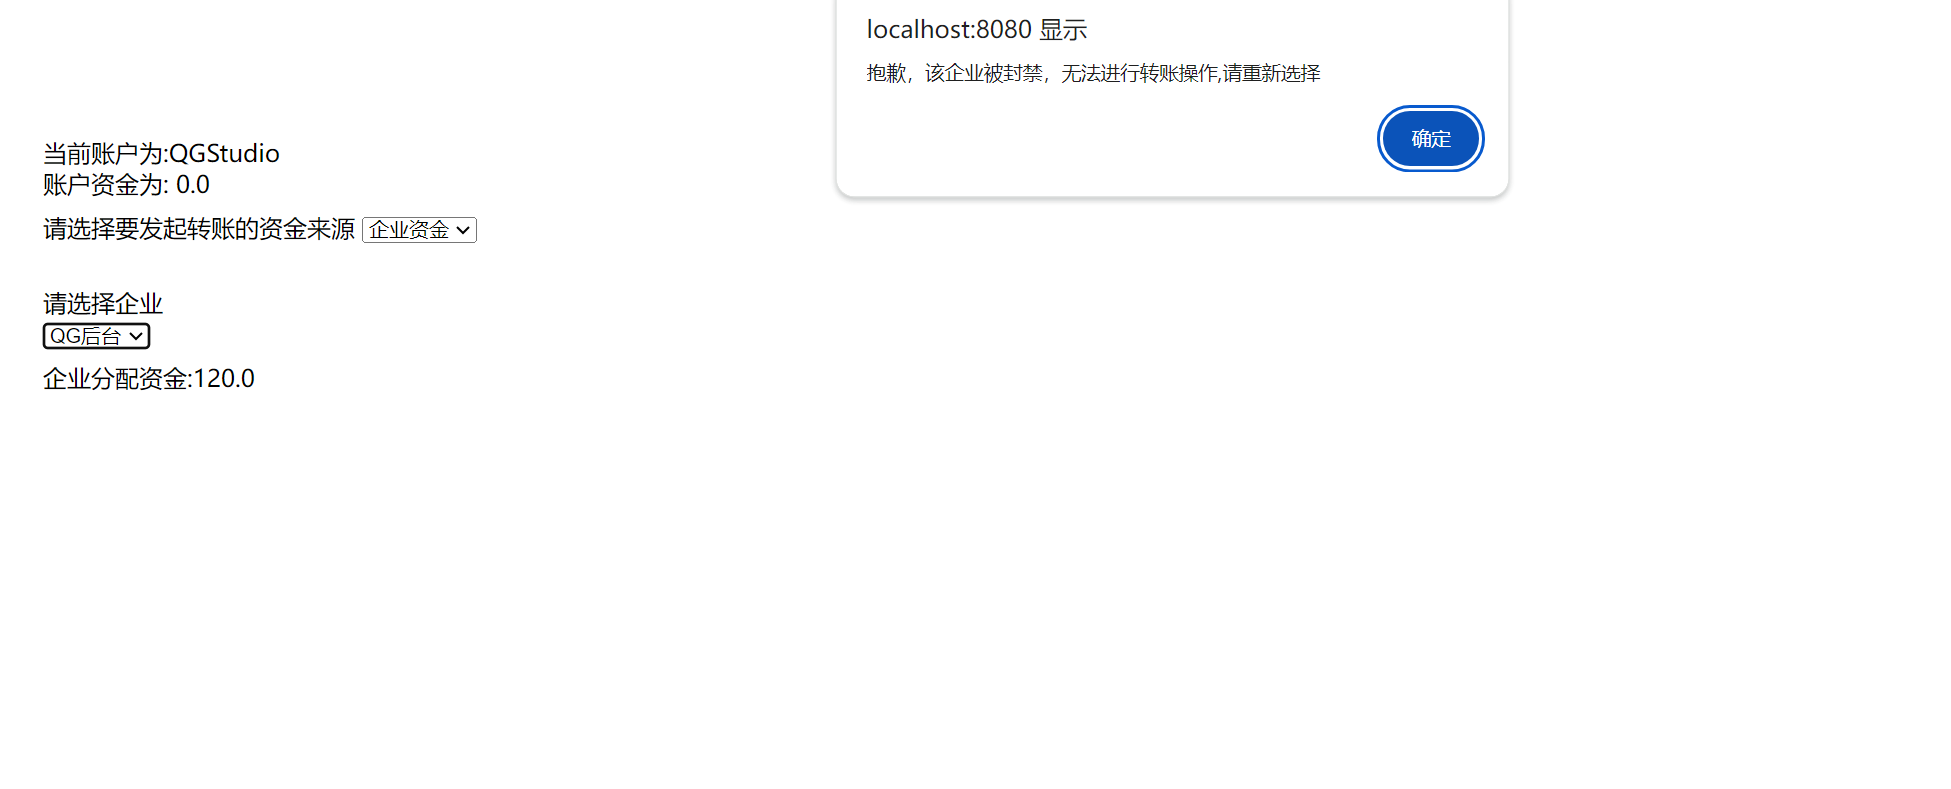 localhost:8080 显示
抱歉，该企业被封禁，无法进行转账操作,请重新选择
确定
当前账户为:QGStudio
账户资金为: 0.0
请选择要发起转账的资金来源 企业资金
请选择企业
QG后台
企业分配资金:120.0